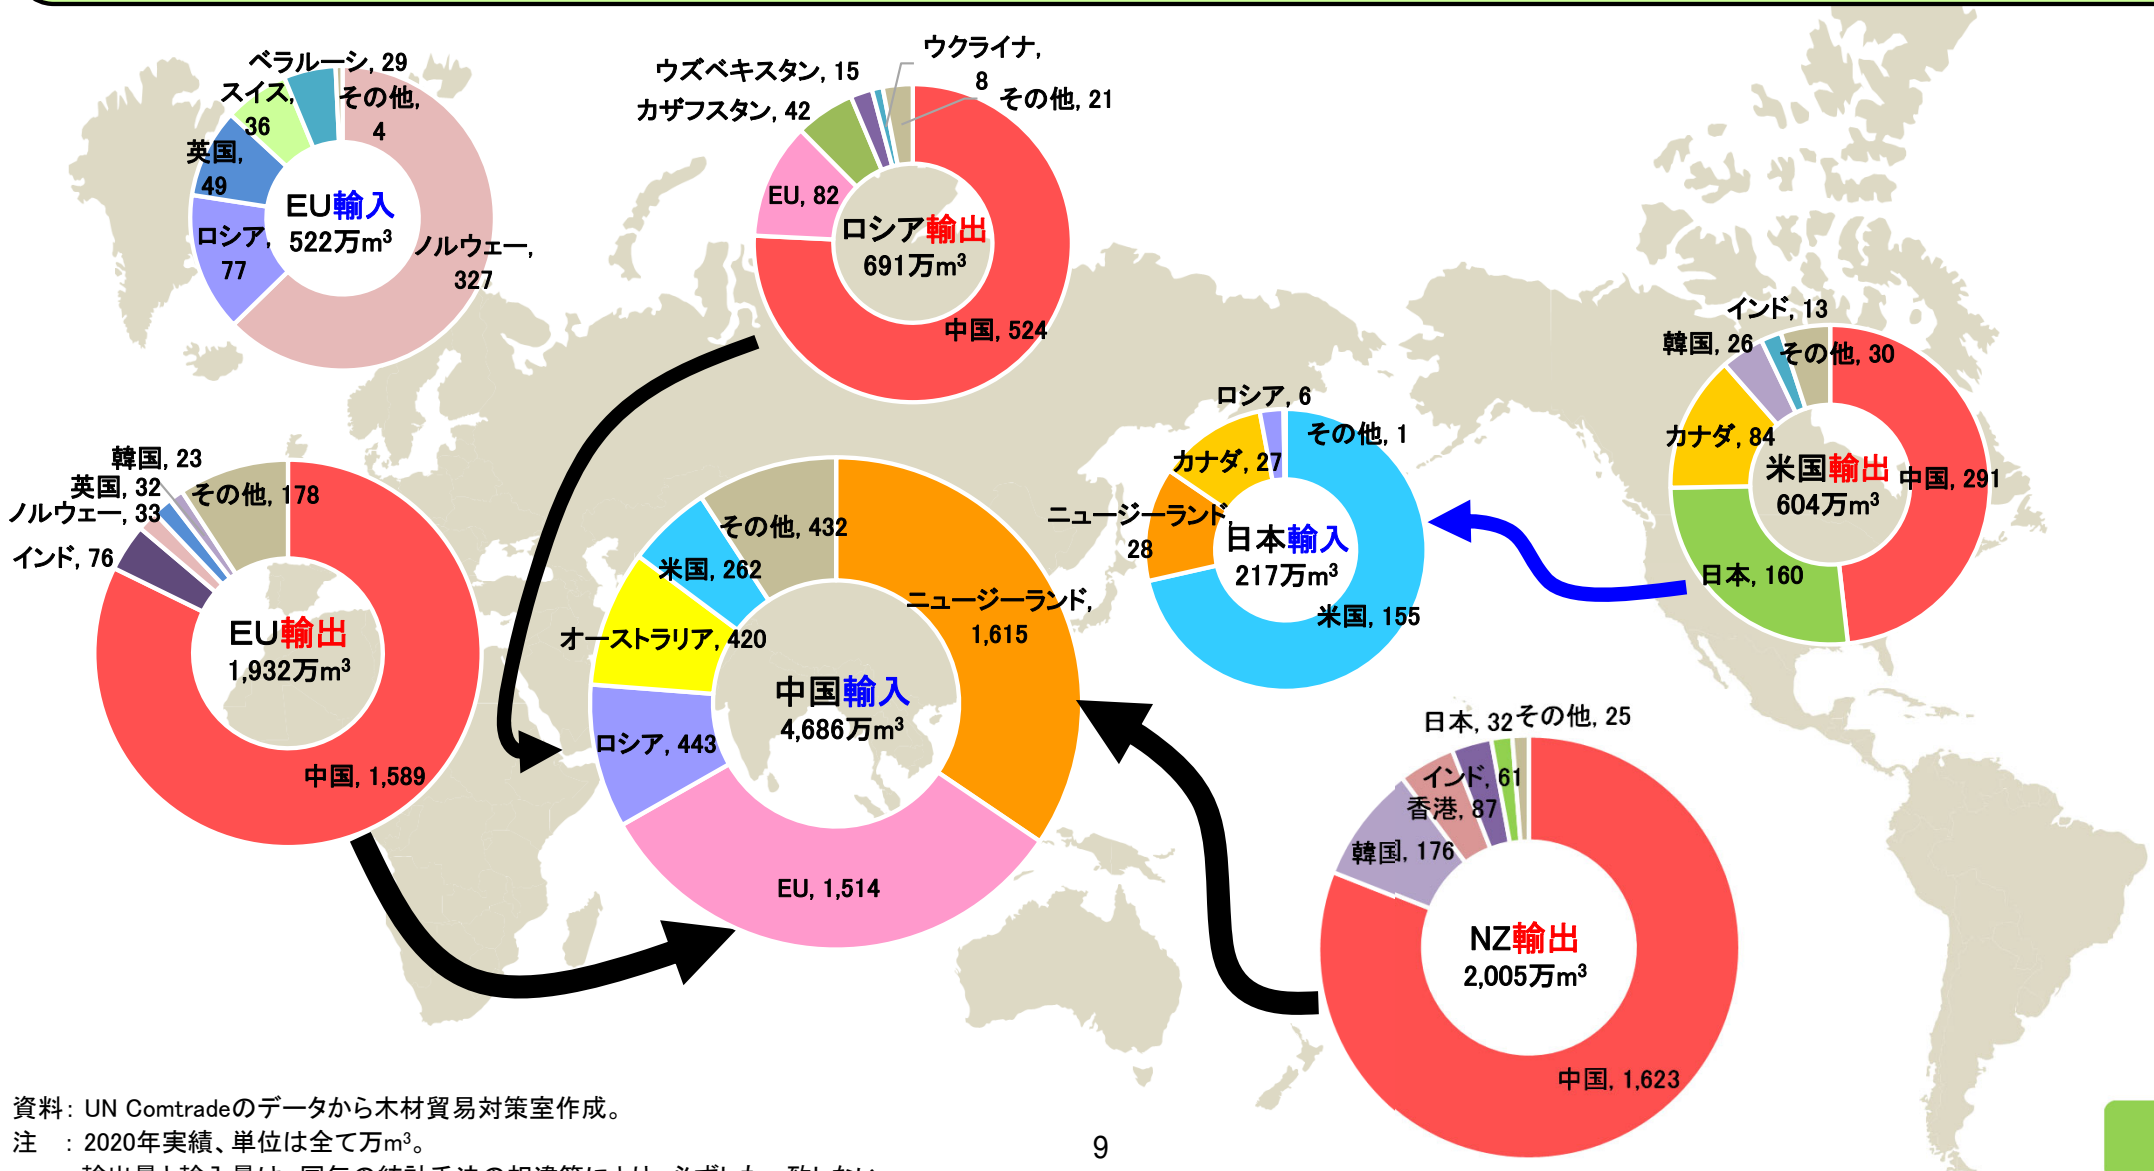 ベラルーシ, 29
スイス,
36
その他,
4
英国,
49
EU輸入
522万m³
ロシア,
77
ノルウェー,
327
ウクライナ,
8
ウズベキスタン, 15
その他, 21
カザフスタン, 42
EU, 82
ロシア輸出
691万m³
中国, 524
インド, 13
韓国, 26
その他, 30
カナダ, 84
米国輸出
604万m³
中国, 291
日本, 160
ロシア, 6
その他, 1
カナダ, 27
ニュージーランド,
28
日本輸入
217万m³
米国, 155
韓国, 23
英国, 32
その他, 178
ノルウェー, 33
インド, 76
EU輸出
1,932万m³
中国, 1,589
その他, 432
米国, 262
ニュージーランド,
1,615
オーストラリア, 420
中国輸入
4,686万m³
ロシア, 443
EU, 1,514
日本, 32
その他, 25
インド, 61
香港, 87
韓国, 176
NZ輸出
2,005万m³
中国, 1,623
資料: UN Comtradeのデータから木材貿易対策室作成。
注 : 2020年実績、単位は全て万m³。
9